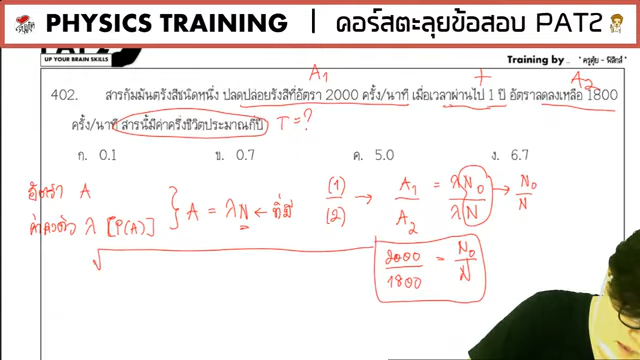 PHYSICS TRAINING | คอร์สตะลุยข้อสอบ PAT2
UP YOUR BRAIN SKILLS
Training by .. "ครูตุ้ย - ฟิสิกส์"
A₁ t A₂
402. สารกัมมันตรังสีชนิดหนึ่ง ปลดปล่อยรังสีที่อัตรา 2000 ครั้ง/นาที เมื่อเวลาผ่านไป 1 ปี อัตราลดลงเหลือ 1800
ครั้ง/นาที สารนี้มีค่าครึ่งชีวิตประมาณกี่ปี T = ?
ก. 0.1 ข. 0.7 ค. 5.0 ง. 6.7
อัตรา A
ค่าคงตัว λ [P(A)]
A = λN ← ที่มี
(1)/(2) → A₁/A₂ = λN₀/λN → N₀/N
2000/1800 = N₀/N